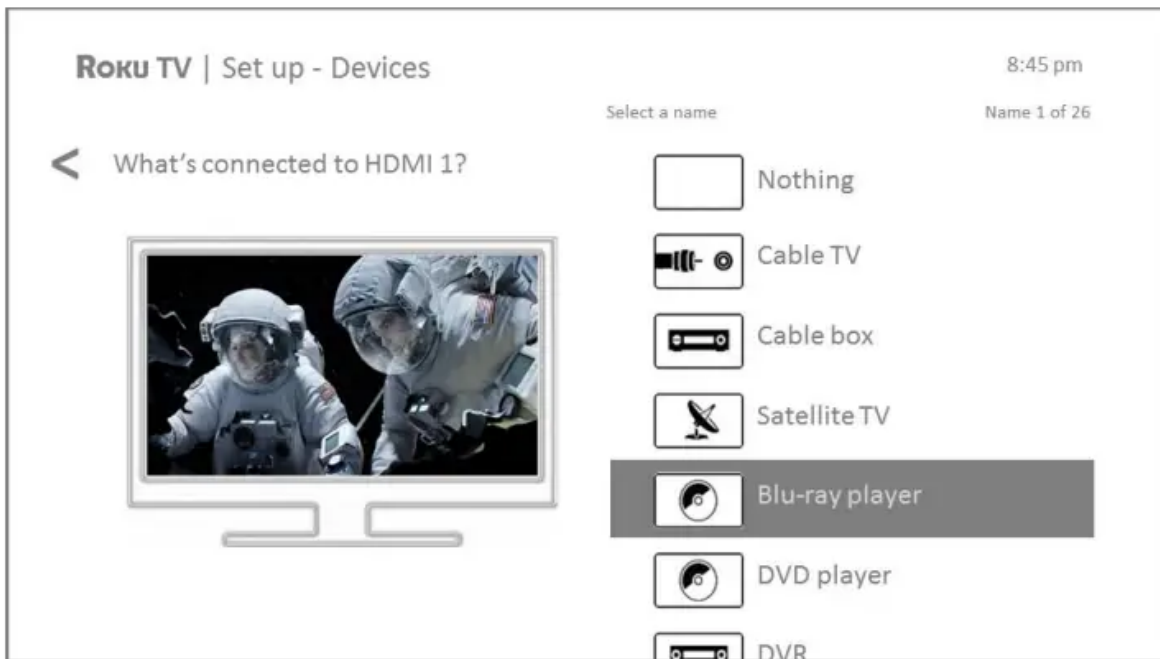 ROKU TV | Set up - Devices
8:45 pm
Select a name
Name 1 of 26
< What's connected to HDMI 1?
Nothing
Cable TV
Cable box
Satellite TV
Blu-ray player
DVD player
DVR